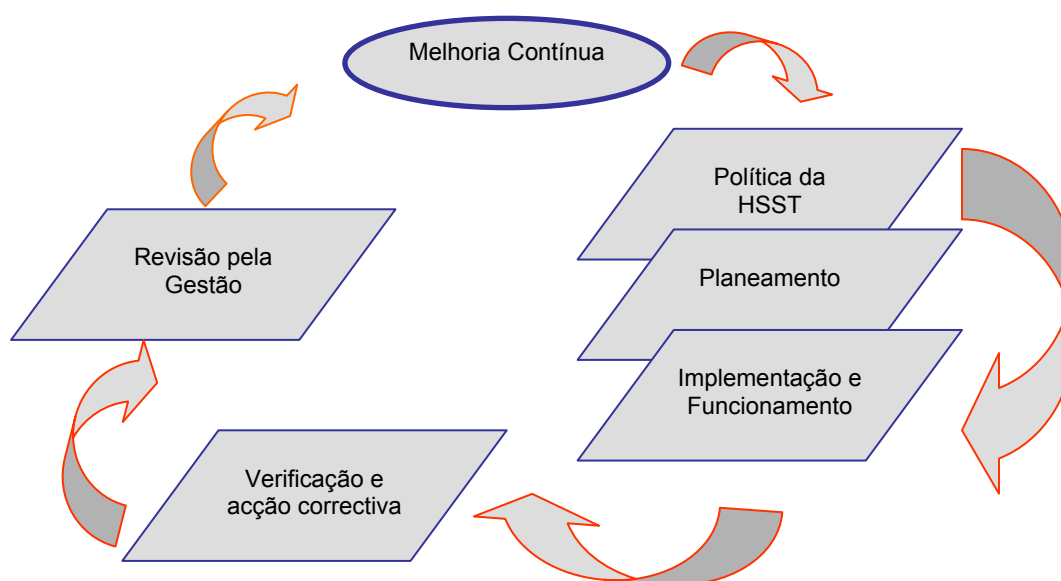 Melhoria Contínua
Política da
HSST
Planeamento
Implementação e
Funcionamento
Verificação e
acção correctiva
Revisão pela
Gestão